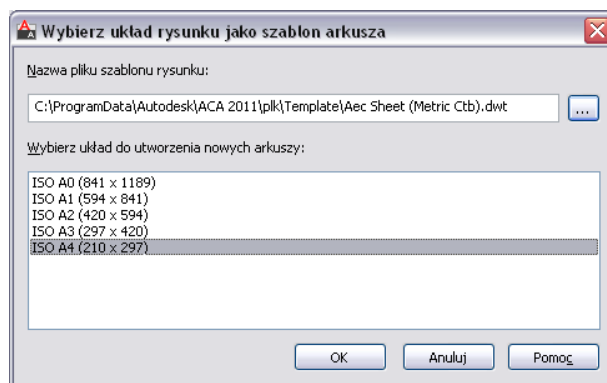 Wybierz układ rysunku jako szablon arkusza
Nazwa pliku szablonu rysunku:
C:\ProgramData\Autodesk\ACA 2011\plk\Template\Aec Sheet (Metric Ctb).dwt
...
Wybierz układ do utworzenia nowych arkuszy:
ISO A0 (841 x 1189)
ISO A1 (594 x 841)
ISO A2 (420 x 594)
ISO A3 (297 x 420)
ISO A4 (210 x 297)
OK Anuluj Pomoc